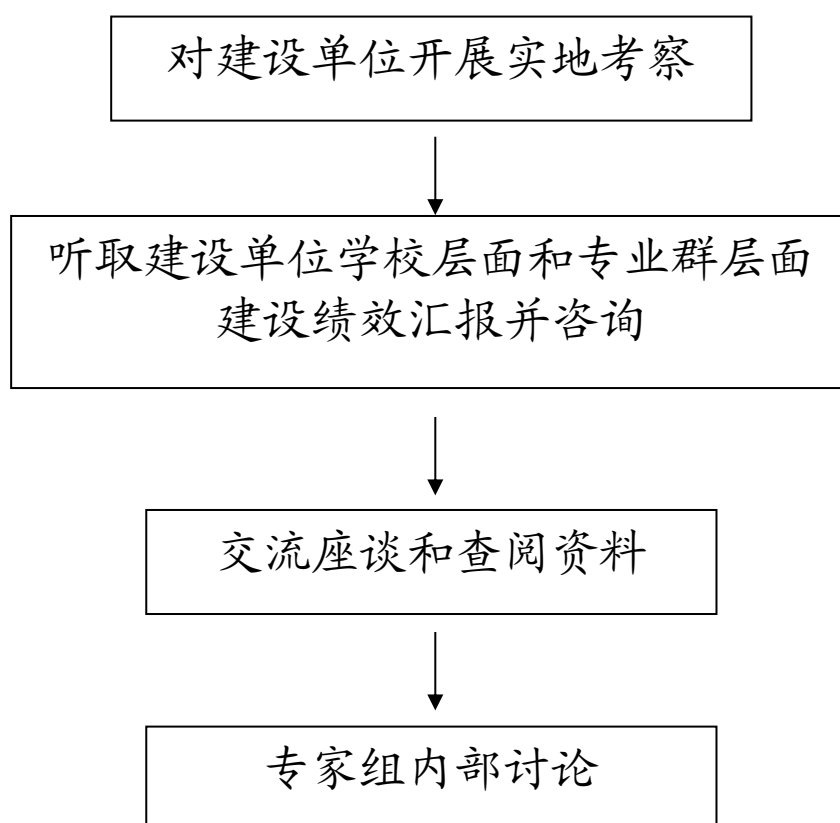 对建设单位开展实地考察
听取建设单位学校层面和专业群层面
建设绩效汇报并咨询
交流座谈和查阅资料
专家组内部讨论